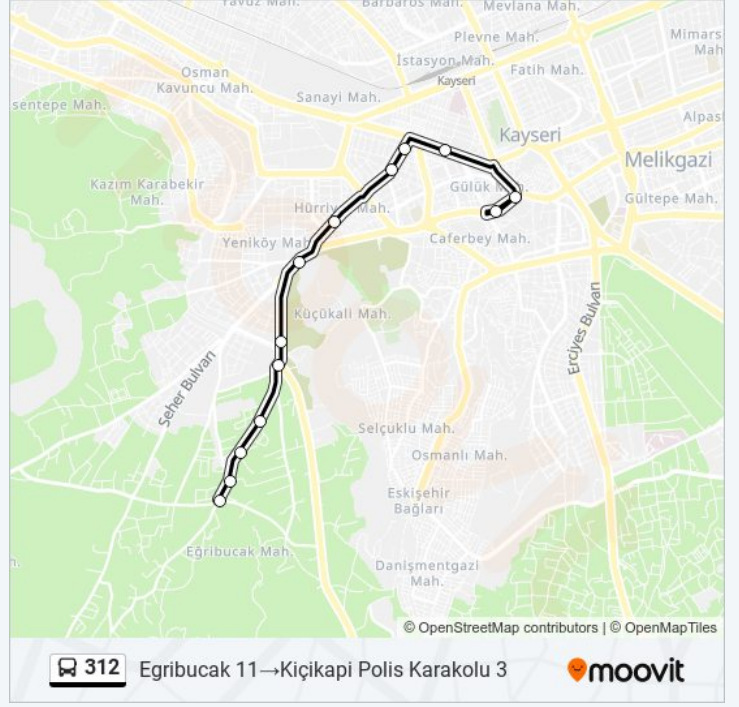 Yavuz Mah.
Barbaros Mah.
Mevlana Mah.
Plevne Mah.
Mimars
Mah
İstasyon Mah.
Kayseri
Fatih Mah.
Osman
Kavuncu Mah.
Sanayi Mah.
sentepe Mah.
Alpas
Kayseri
Melikgazi
Kazım Karabekir
Mah.
Gülük M
Gültepe Mah.
Hürriy Mah.
Yeniköy Mah
Caferbey Mah.
Küçükali Mah.
Erciyes Bulvarı
Seher Bulvarı
Selçuklu Mah.
Osmanlı Mah.
Eskişehir
Bağları
Eğribucak Mah.
Danişmentgazi
Mah.
© OpenStreetMap contributors | © OpenMapTiles
312 Egribucak 11→Kiçikapi Polis Karakolu 3
moovit